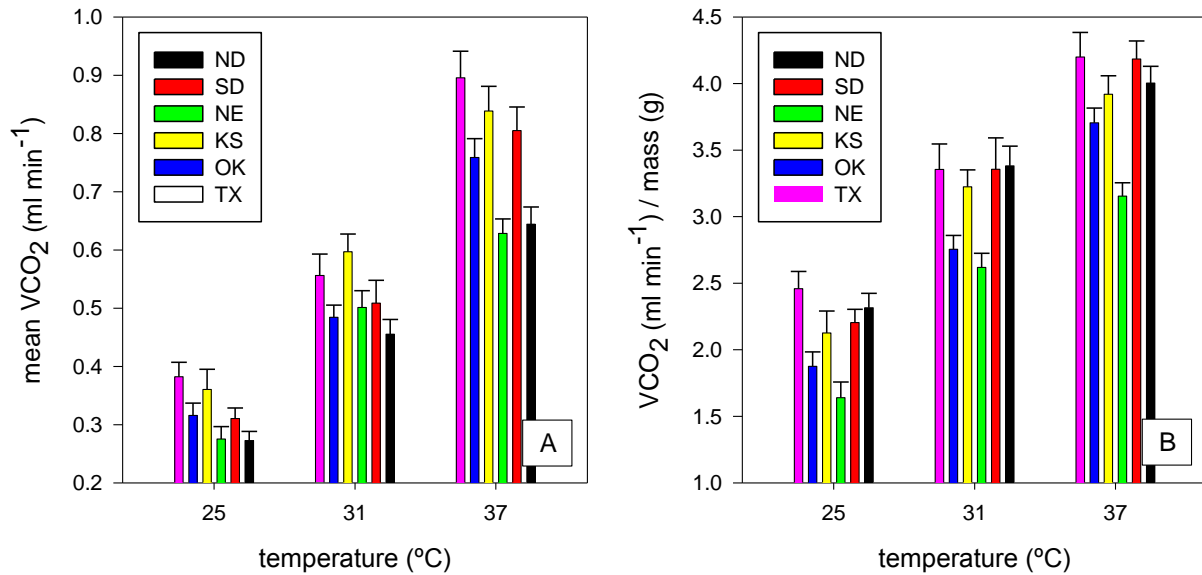 mean VCO2 (ml min-1)
1.0
0.9
0.8
0.7
0.6
0.5
0.4
0.3
0.2
ND
SD
NE
KS
OK
TX
A
25 31 37
temperature (ºC)
VCO2 (ml min-1) / mass (g)
4.5
4.0
3.5
3.0
2.5
2.0
1.5
1.0
ND
SD
NE
KS
OK
TX
B
25 31 37
temperature (ºC)